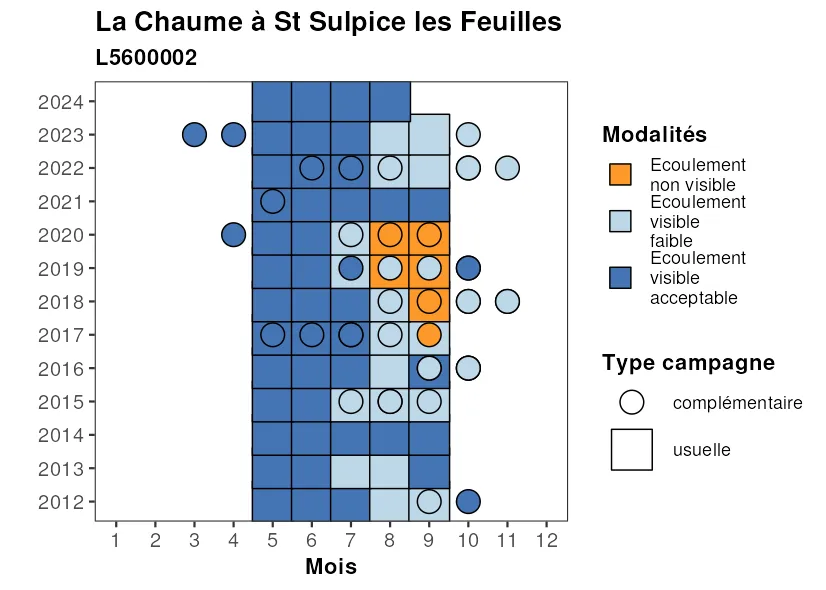 La Chaume à St Sulpice les Feuilles
L5600002
2024
2023
2022
2021
2020
2019
2018
2017
2016
2015
2014
2013
2012
1 2 3 4 5 6 7 8 9 10 11 12
Mois
Modalités
Ecoulement
non visible
Ecoulement
visible
faible
Ecoulement
visible
acceptable
Type campagne
complémentaire
usuelle